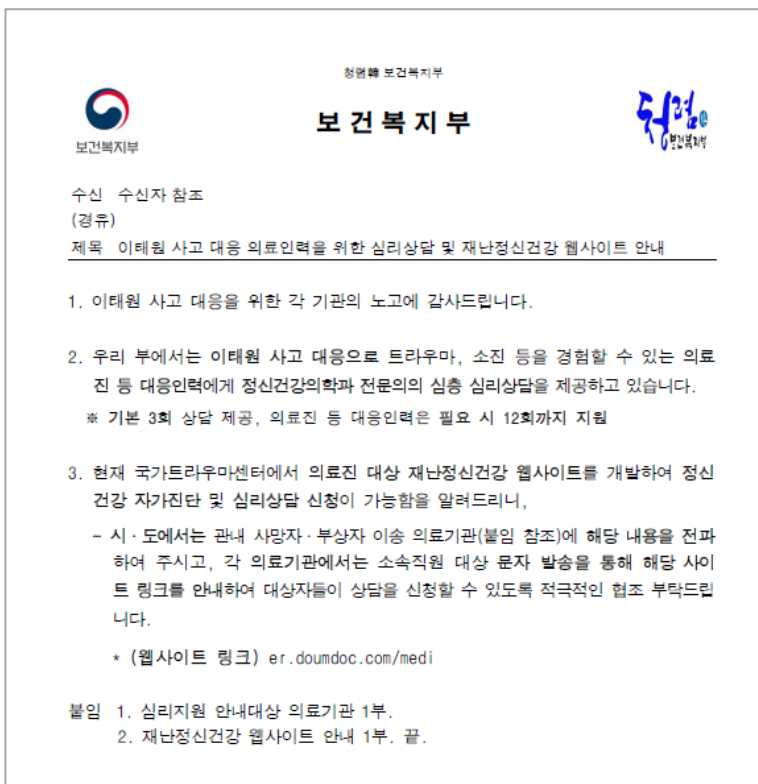 청렴韓 보건복지부
보건복지부
보건복지부
청렴
보건복지부
수신 수신자 참조
(경유)
제목 이태원 사고 대응 의료인력을 위한 심리상담 및 재난정신건강 웹사이트 안내
1. 이태원 사고 대응을 위한 각 기관의 노고에 감사드립니다.
2. 우리 부에서는 이태원 사고 대응으로 트라우마, 소진 등을 경험할 수 있는 의료
진 등 대응인력에게 정신건강의학과 전문의의 심층 심리상담을 제공하고 있습니다.
※ 기본 3회 상담 제공, 의료진 등 대응인력은 필요 시 12회까지 지원
3. 현재 국가트라우마센터에서 의료진 대상 재난정신건강 웹사이트를 개발하여 정신
건강 자가진단 및 심리상담 신청이 가능함을 알려드리니,
- 시·도에서는 관내 사망자·부상자 이송 의료기관(붙임 참조)에 해당 내용을 전파
하여 주시고, 각 의료기관에서는 소속직원 대상 문자 발송을 통해 해당 사이
트 링크를 안내하여 대상자들이 상담을 신청할 수 있도록 적극적인 협조 부탁드립
니다.
* (웹사이트 링크) er.doumdoc.com/medi
붙임 1. 심리지원 안내대상 의료기관 1부.
2. 재난정신건강 웹사이트 안내 1부. 끝.